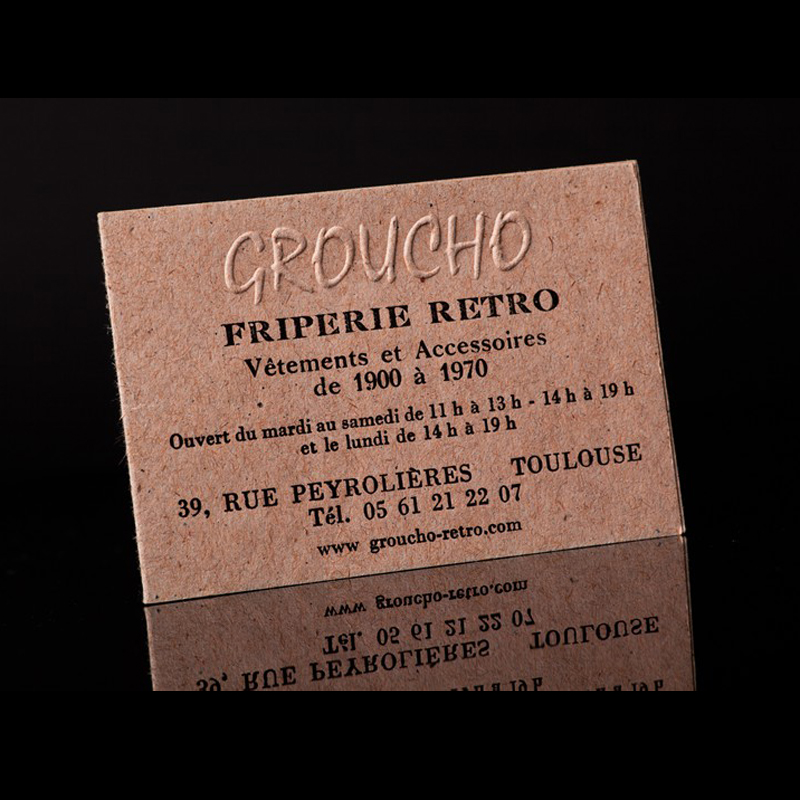 GROUCHO
FRIPERIE RETRO
Vêtements et Accessoires
de 1900 à 1970
Ouvert du mardi au samedi de 11 h à 13 h - 14 h à 19 h
et le lundi de 14 h à 19 h
39, RUE PEYROLIÈRES TOULOUSE
Tél. 05 61 21 22 07
www groucho-retro.com